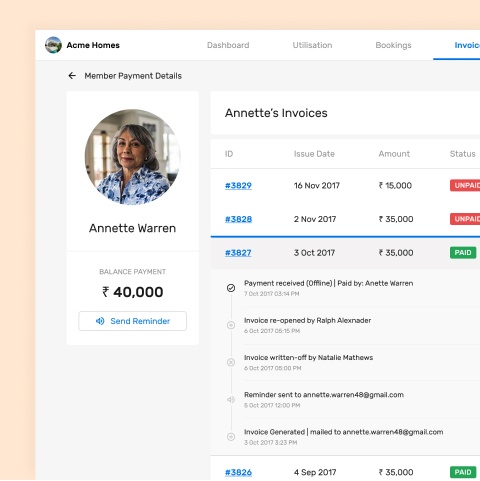 Acme Homes
Dashboard
Utilisation
Bookings
Member Payment Details
Annette Warren
BALANCE PAYMENT
₹ 40,000
Send Reminder
Annette's Invoices
ID Issue Date Amount Status
#3829 16 Nov 2017 ₹ 15,000
#3828 2 Nov 2017 ₹ 35,000
#3827 3 Oct 2017 ₹ 35,000 PAID
Payment received (Offline) | Paid by: Anette Warren
7 Oct 2017 03:14 PM
Invoice re-opened by Ralph Alexnader
6 Oct 2017 05:15 PM
Invoice written-off by Natalie Mathews
6 Oct 2017 05:00 PM
Reminder sent to annette.warren48@gmail.com
5 Oct 2017 12:00 PM
Invoice Generated | mailed to annette.warren48@gmail.com
3 Oct 2017 3:23 PM
#3826 4 Sep 2017 ₹ 35,000 PAID